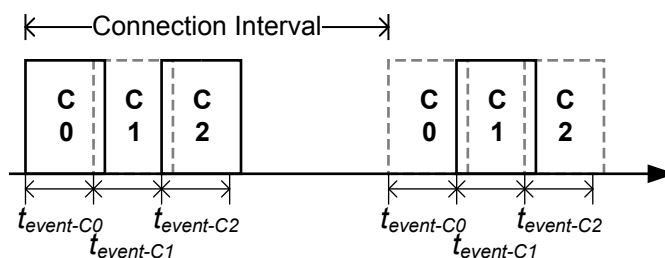 Connection Interval
C C C C C C
0 1 2 0 1 2
t_event-C0 t_event-C2 t_event-C0 t_event-C2
t_event-C1 t_event-C1